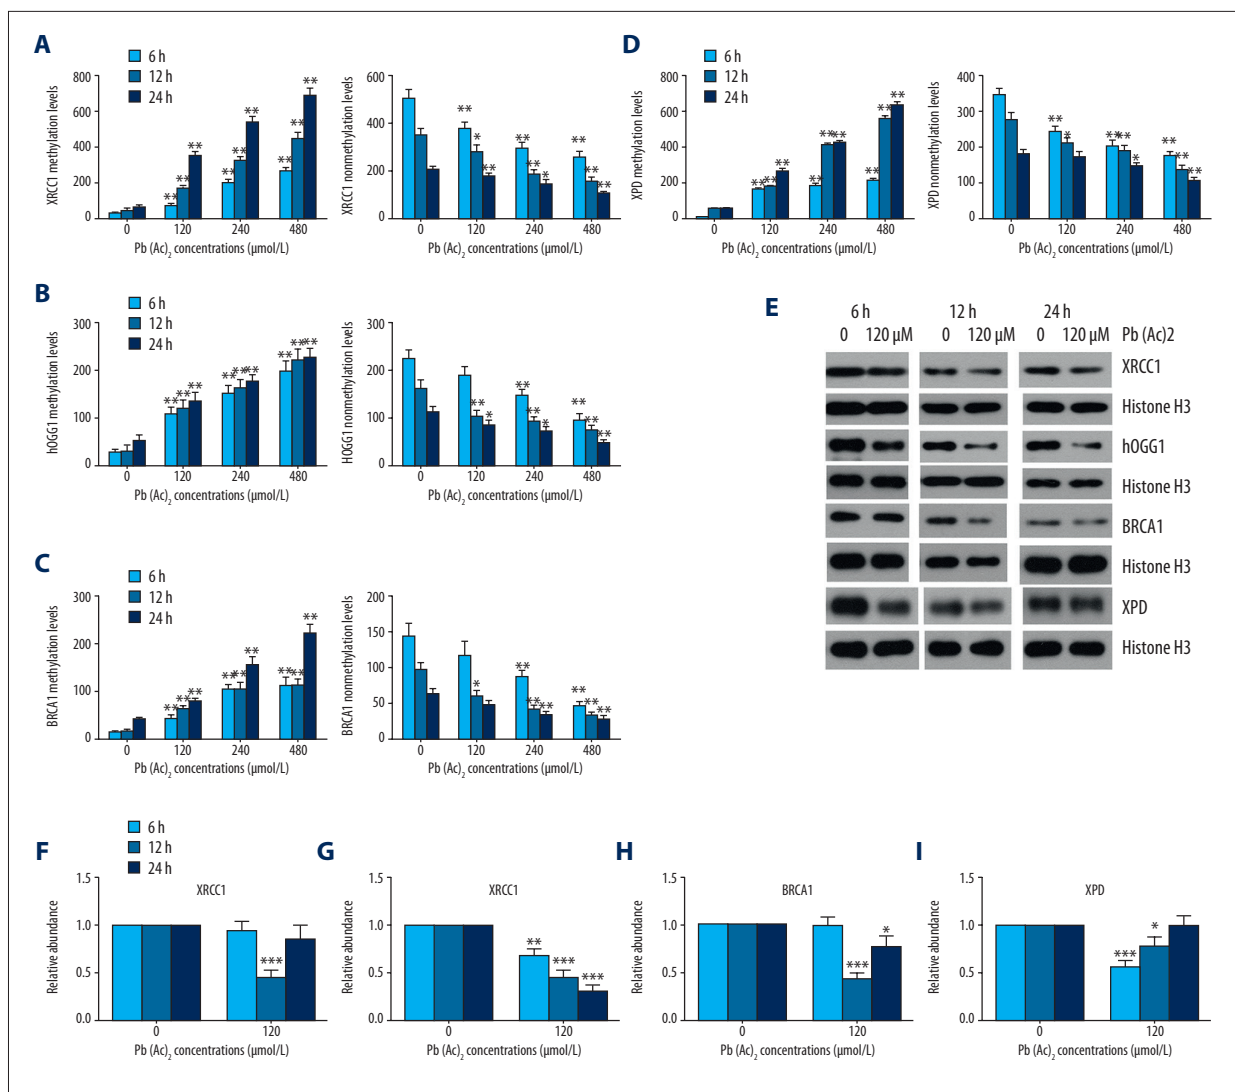 A
6 h
12 h
24 h
XRCC1 methylation levels
800
600
400
200
0
** ** **
** ** **
** ** **
0 120 240 480
Pb (Ac)2 concentrations (µmol/L)
XRCC1 nonmethylation levels
600
400
200
0
** * **
** ** *
** ** **
0 120 240 480
Pb (Ac)2 concentrations (µmol/L)
D
6 h
12 h
24 h
XPD methylation levels
800
600
400
200
0
** ** **
** ** **
** ** **
0 120 240 480
Pb (Ac)2 concentrations (µmol/L)
XPD nonmethylation levels
400
300
200
100
0
** *
** ** *
** ** **
0 120 240 480
Pb (Ac)2 concentrations (µmol/L)
B
6 h
12 h
24 h
hOGG1 methylation levels
300
200
100
0
** ** **
** ** **
** ** **
0 120 240 480
Pb (Ac)2 concentrations (µmol/L)
HOGG1 nonmethylation levels
300
200
100
0
** *
** ** *
** ** **
0 120 240 480
Pb (Ac)2 concentrations (µmol/L)
E
6 h 12 h 24 h
0 120 µM 0 120 µM 0 120 µM Pb (Ac)2
XRCC1
Histone H3
hOGG1
Histone H3
BRCA1
Histone H3
XPD
Histone H3
C
6 h
12 h
24 h
BRCA1 methylation levels
300
200
100
0
** ** **
** ** **
** ** **
0 120 240 480
Pb (Ac)2 concentrations (µmol/L)
BRCA1 nonmethylation levels
200
150
100
50
0
*
** ** **
** ** **
0 120 240 480
Pb (Ac)2 concentrations (µmol/L)
6 h
12 h
24 h
F
XRCC1
Relative abundance
1.5
1.0
0.5
0.0
***
0 120
Pb (Ac)2 concentrations (µmol/L)
G
XRCC1
Relative abundance
1.5
1.0
0.5
0.0
** *** ***
0 120
Pb (Ac)2 concentrations (µmol/L)
H
BRCA1
Relative abundance
1.5
1.0
0.5
0.0
*** *
0 120
Pb (Ac)2 concentrations (µmol/L)
I
XPD
Relative abundance
1.5
1.0
0.5
0.0
*** *
0 120
Pb (Ac)2 concentrations (µmol/L)